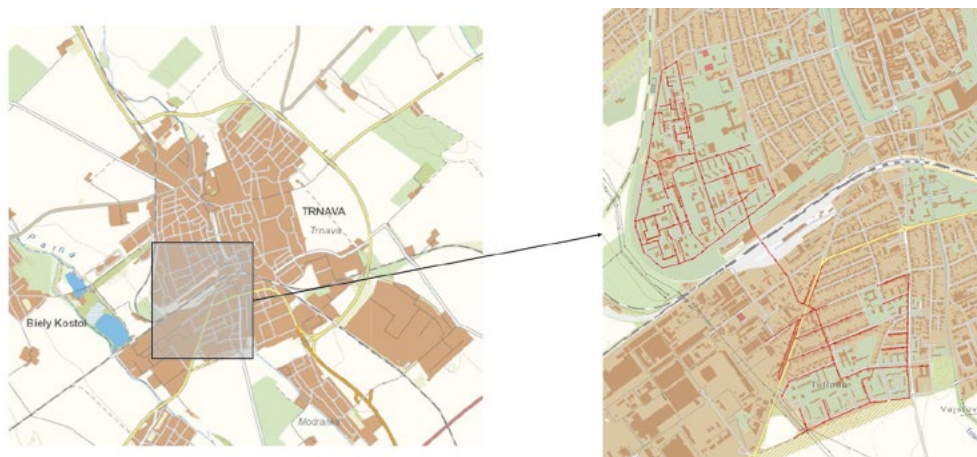 TRNAVA
Trnava
Parná
Biely Kostol
Modranka
Tulipán